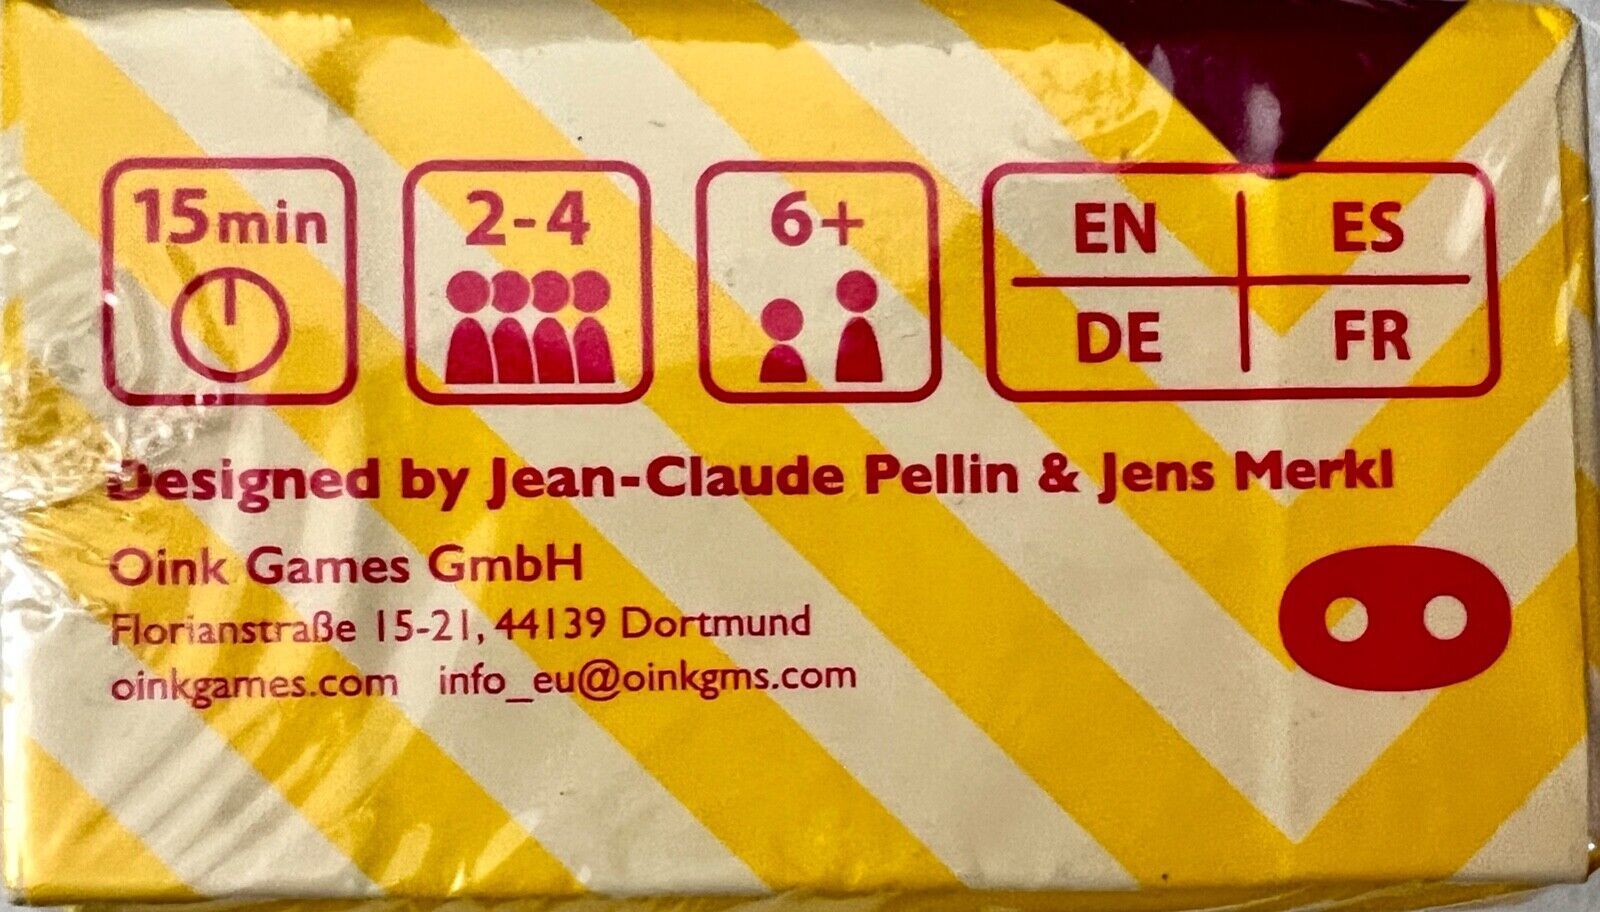 15min
2-4
6+
EN ES
DE FR
Designed by Jean-Claude Pellin & Jens Merkl
Oink Games GmbH
Florianstraße 15-21, 44139 Dortmund
oinkgames.com info_eu@oinkgms.com